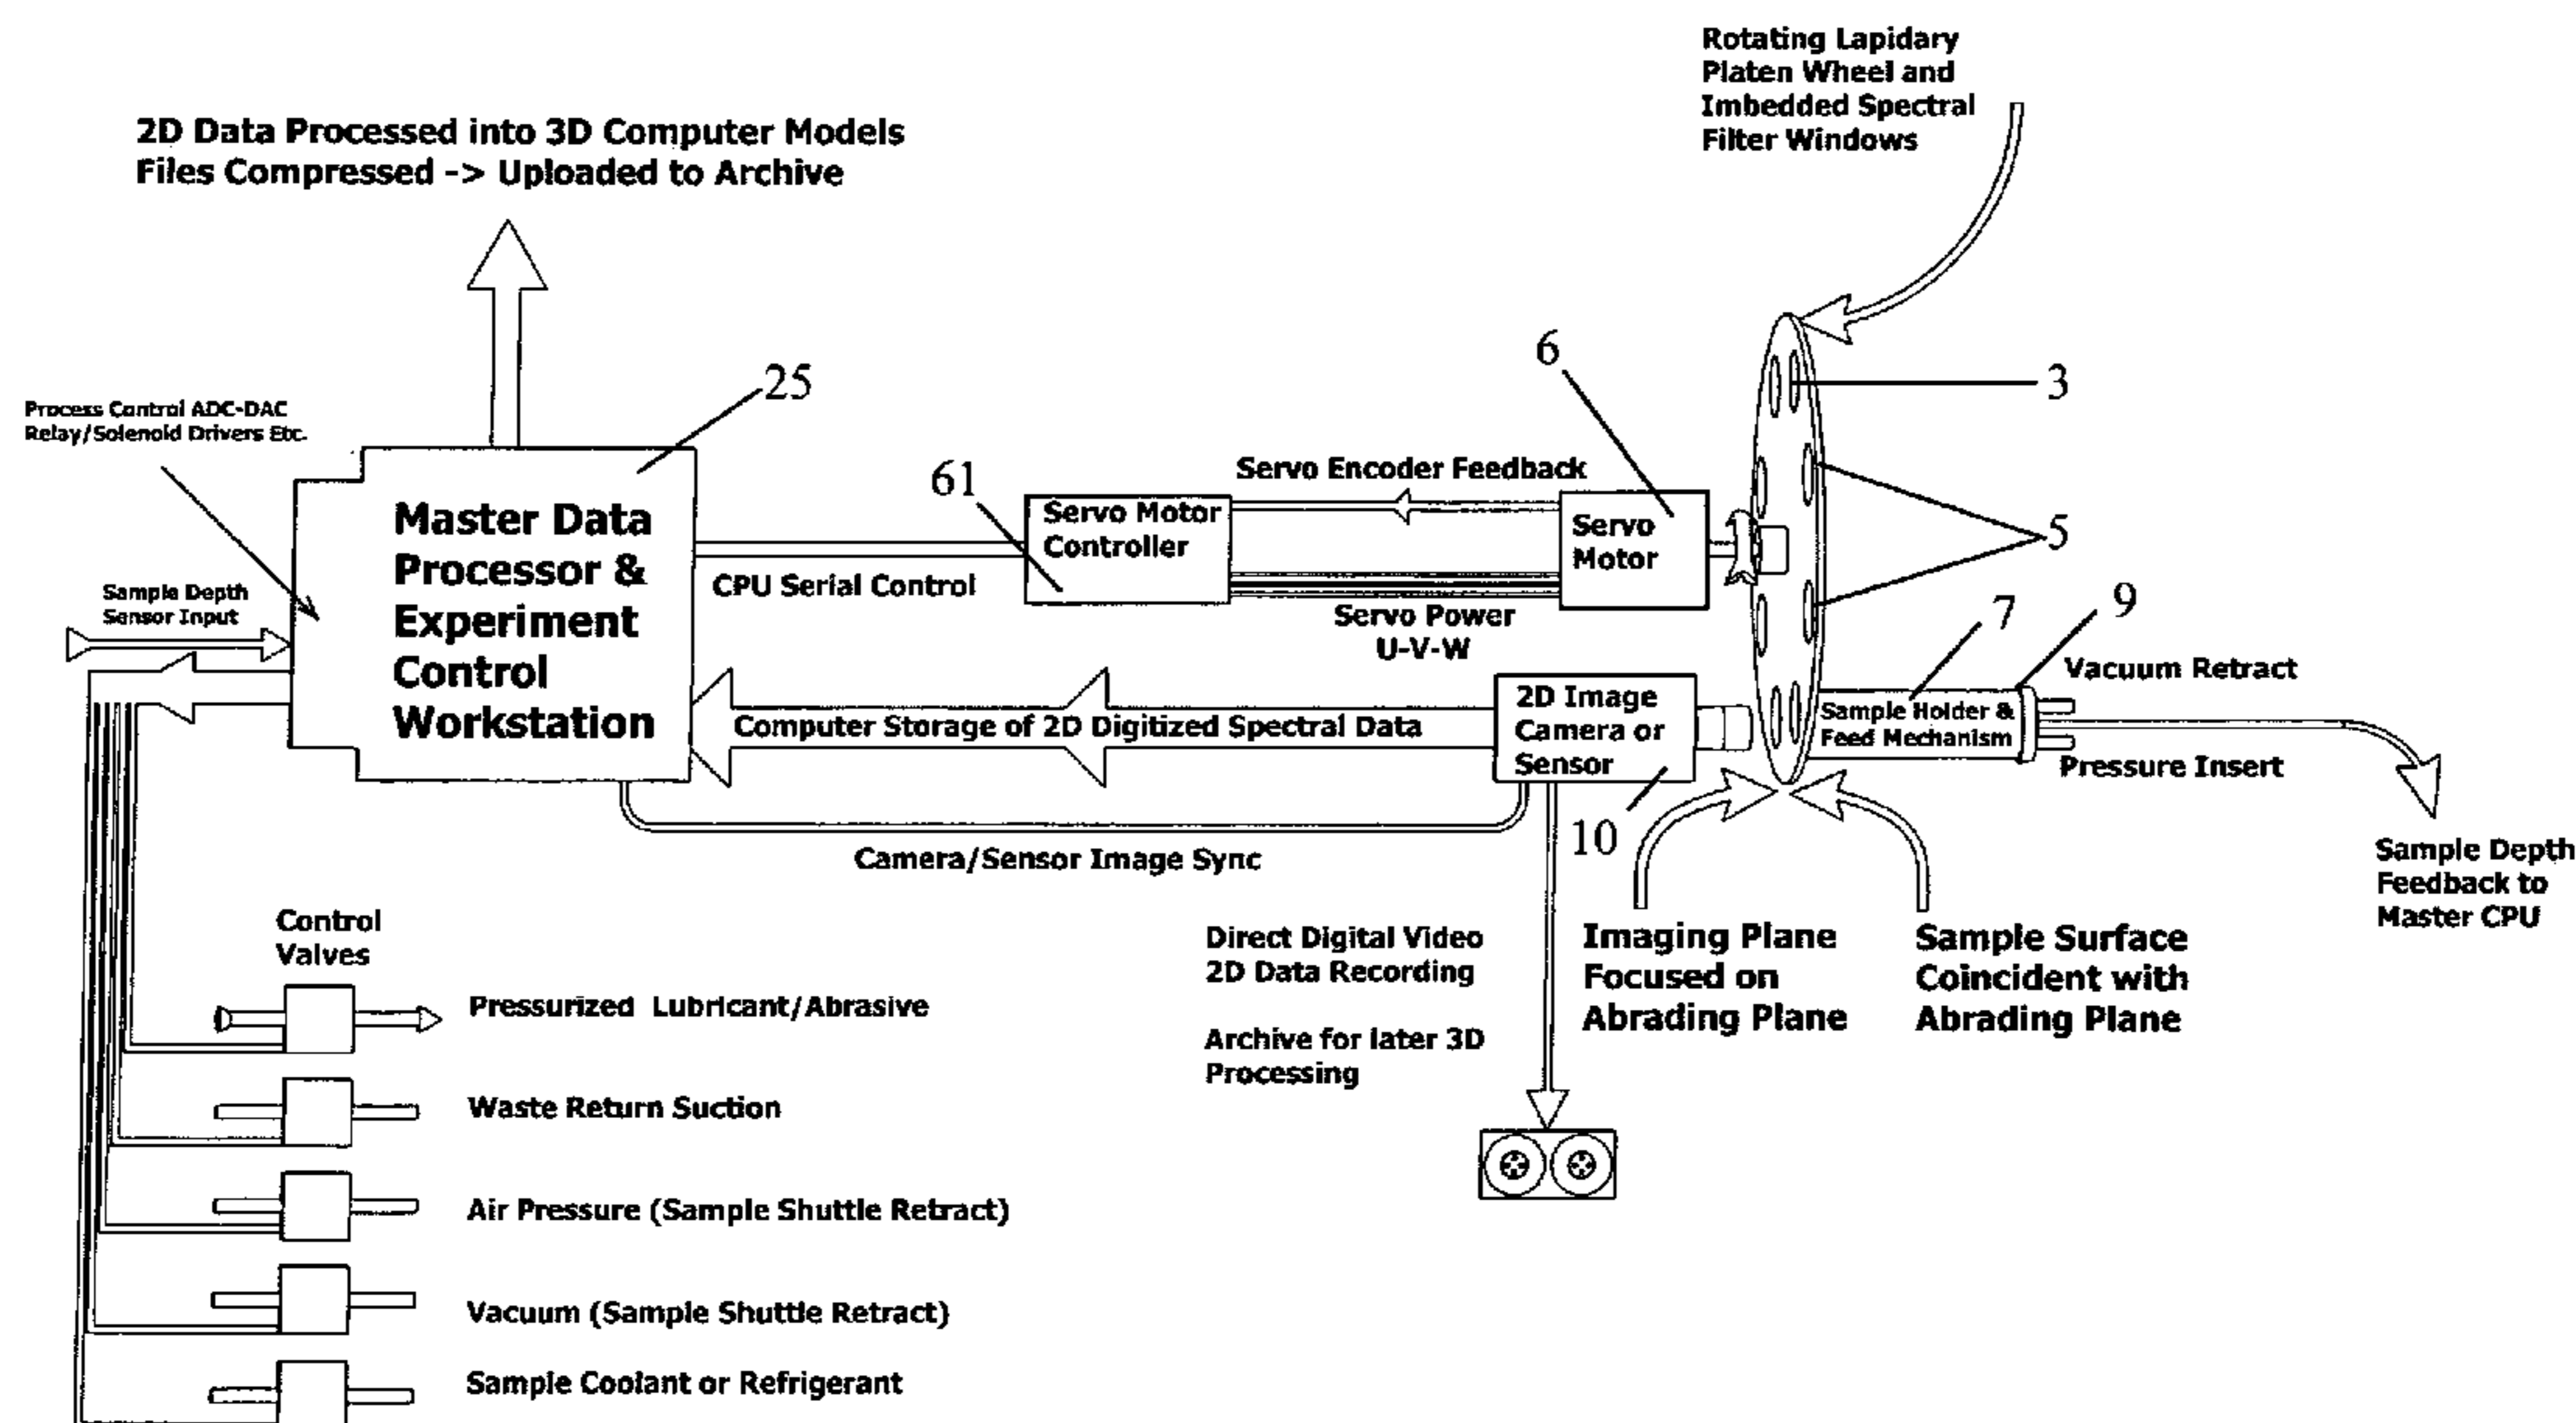 Rotating Lapidary
Platen Wheel and
Imbedded Spectral
Filter Windows
2D Data Processed into 3D Computer Models
Files Compressed -> Uploaded to Archive
25
6
3
Process Control ADC-DAC
Relay/Solenoid Drivers Etc.
61
Servo Encoder Feedback
5
Master Data
Processor &
Experiment
Control
Workstation
Servo Motor
Controller
Servo
Motor
CPU Serial Control
Sample Depth
Sensor Input
Servo Power
U-V-W
7
9
Vacuum Retract
2D Image
Camera or
Sensor
Sample Holder &
Feed Mechanism
Computer Storage of 2D Digitized Spectral Data
Pressure Insert
10
Camera/Sensor Image Sync
Sample Depth
Feedback to
Master CPU
Control
Valves
Direct Digital Video
2D Data Recording
Archive for later 3D
Processing
Imaging Plane
Focused on
Abrading Plane
Sample Surface
Coincident with
Abrading Plane
Pressurized Lubricant/Abrasive
Waste Return Suction
Air Pressure (Sample Shuttle Retract)
Vacuum (Sample Shuttle Retract)
Sample Coolant or Refrigerant